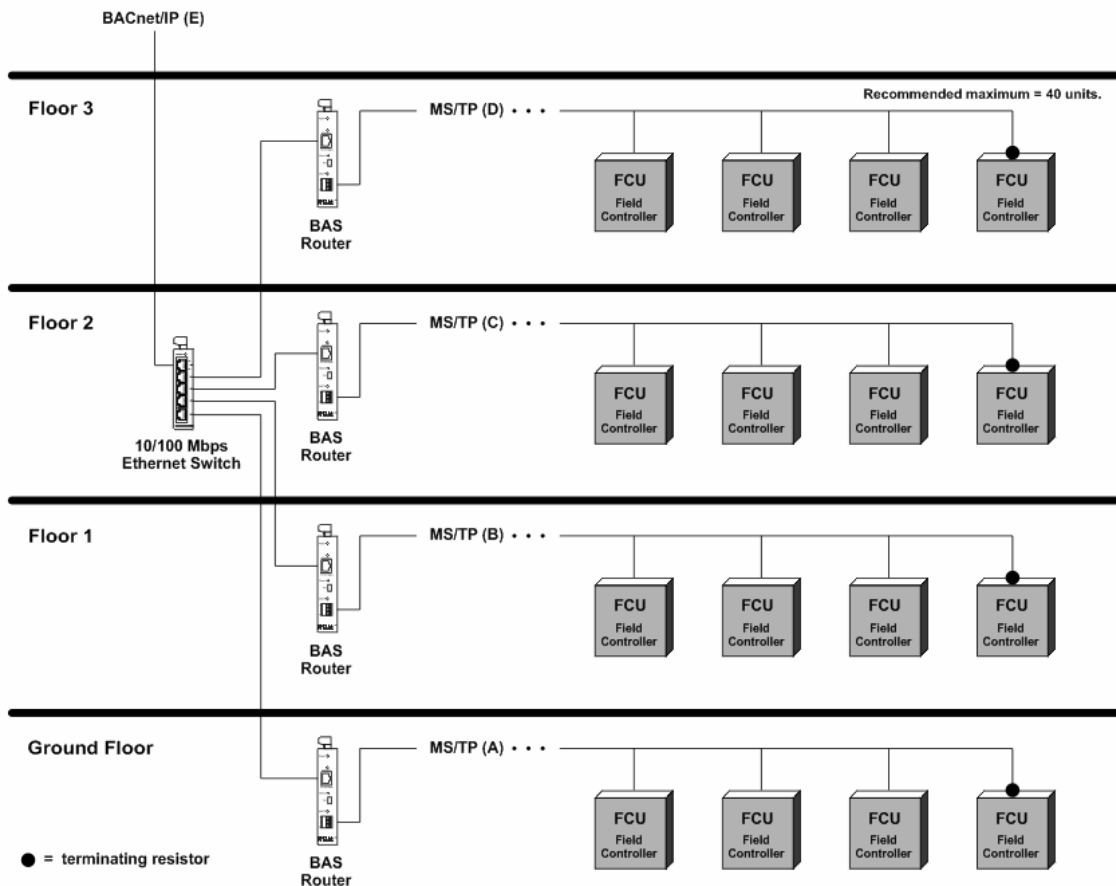 BACnet/IP (E)
Floor 3
MS/TP (D) • • •
Recommended maximum = 40 units.
FCU
Field
Controller
FCU
Field
Controller
FCU
Field
Controller
FCU
Field
Controller
BAS
Router
Floor 2
MS/TP (C) • • •
FCU
Field
Controller
FCU
Field
Controller
FCU
Field
Controller
FCU
Field
Controller
10/100 Mbps
Ethernet Switch
BAS
Router
Floor 1
MS/TP (B) • • •
FCU
Field
Controller
FCU
Field
Controller
FCU
Field
Controller
FCU
Field
Controller
BAS
Router
Ground Floor
MS/TP (A) • • •
FCU
Field
Controller
FCU
Field
Controller
FCU
Field
Controller
FCU
Field
Controller
BAS
Router
● = terminating resistor